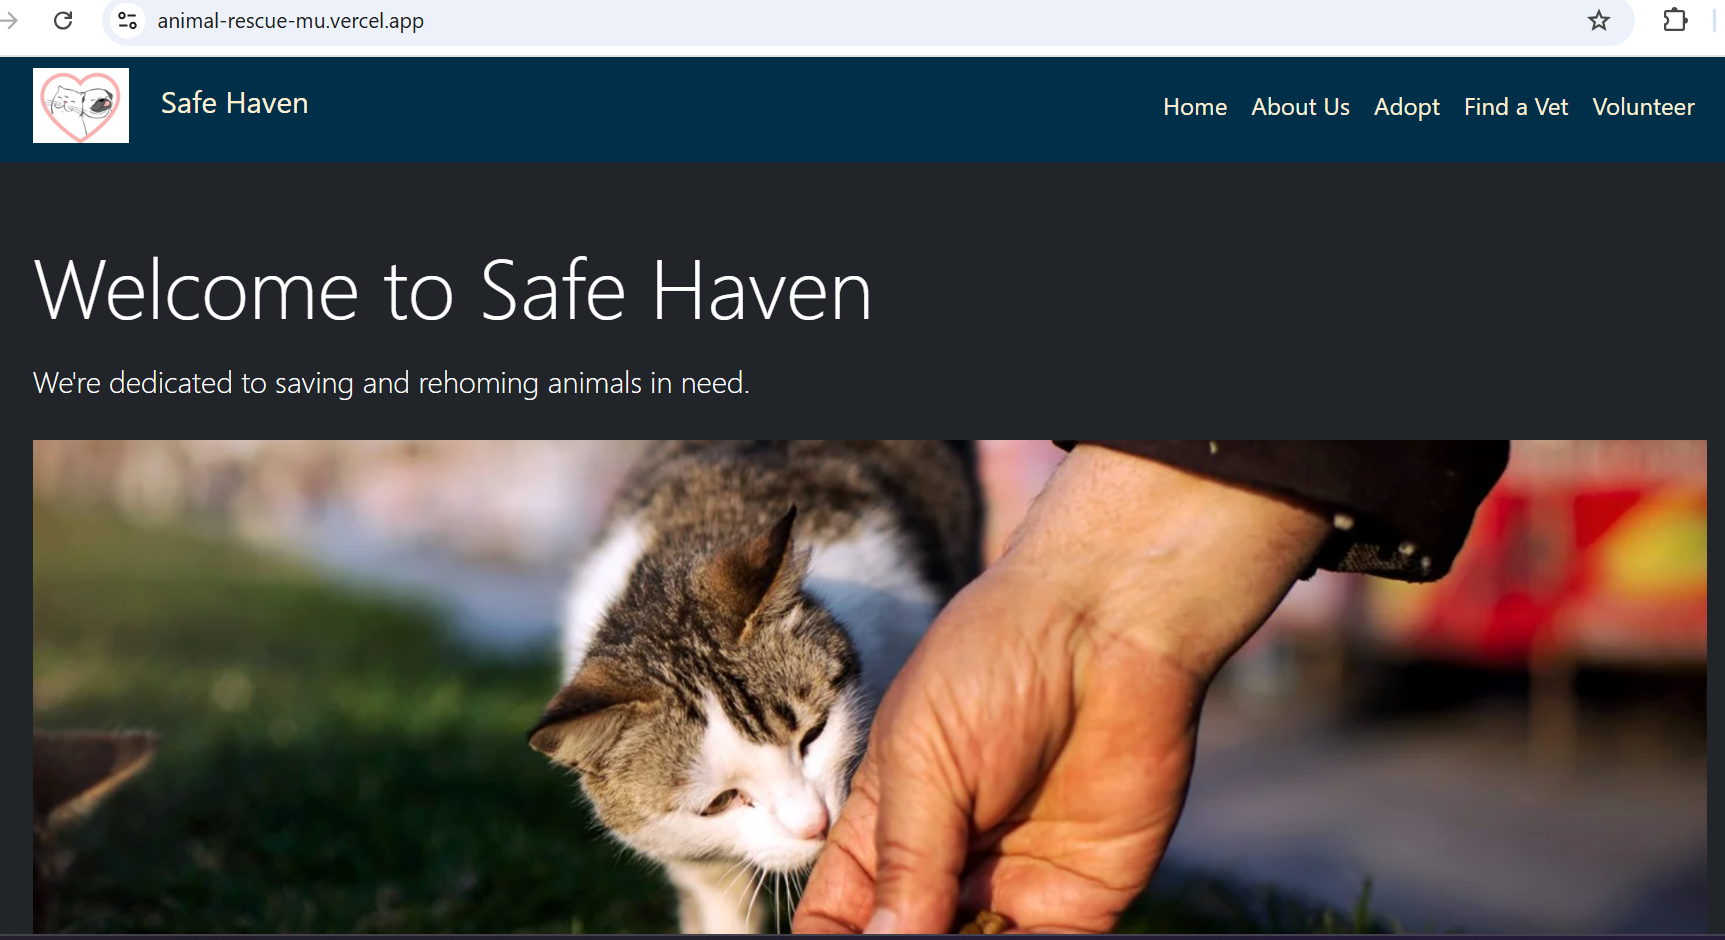 animal-rescue-mu.vercel.app
Safe Haven
Home About Us Adopt Find a Vet Volunteer
Welcome to Safe Haven
We're dedicated to saving and rehoming animals in need.